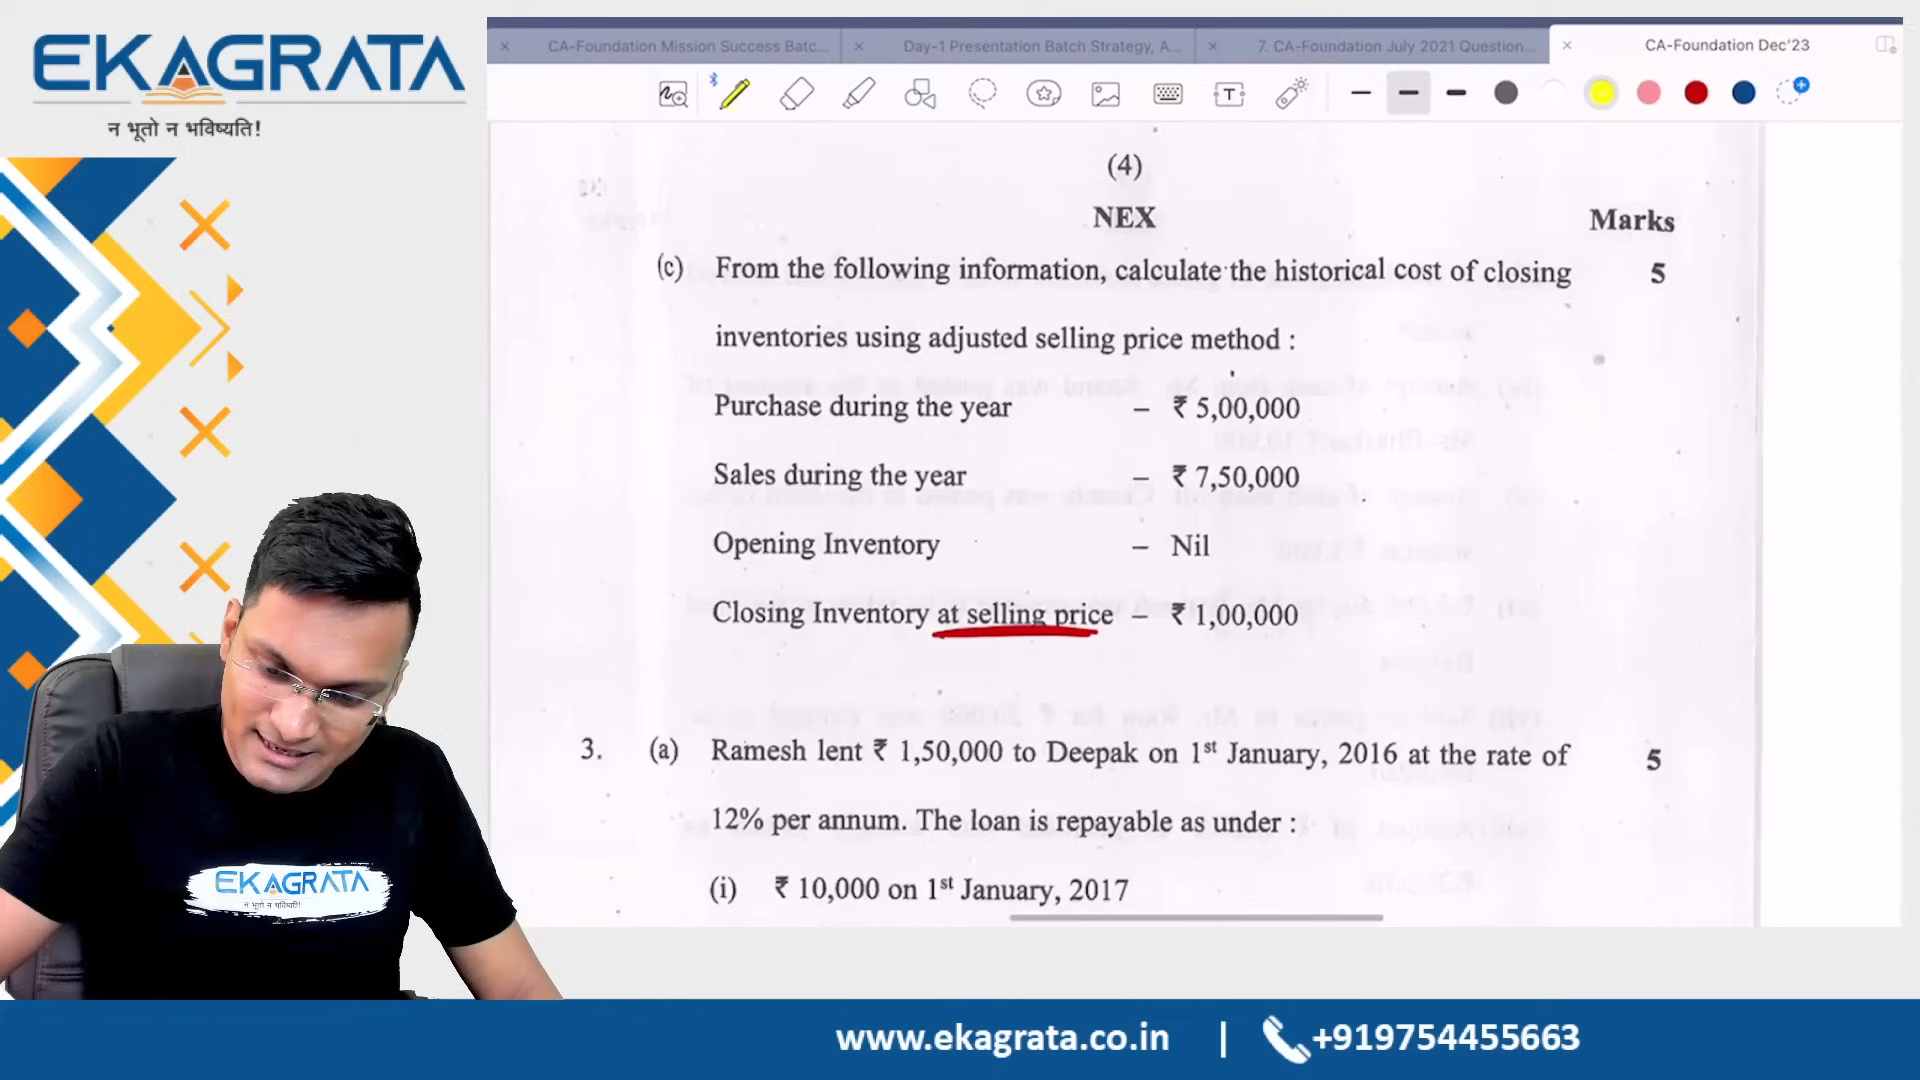 EKAGRATA
न भूतो न भविष्यति!
CA-Foundation Mission Success Batc...
Day-1 Presentation Batch Strategy, A...
7. CA-Foundation July 2021 Question...
CA-Foundation Dec'23
(4)
NEX
Marks
(c) From the following information, calculate the historical cost of closing 5
inventories using adjusted selling price method :
Purchase during the year – ₹ 5,00,000
Sales during the year – ₹ 7,50,000
Opening Inventory – Nil
Closing Inventory at selling price – ₹ 1,00,000
3. (a) Ramesh lent ₹ 1,50,000 to Deepak on 1st January, 2016 at the rate of 5
12% per annum. The loan is repayable as under :
(i) ₹ 10,000 on 1st January, 2017
EKAGRATA
न भूतो न भविष्यति!
www.ekagrata.co.in | +919754455663